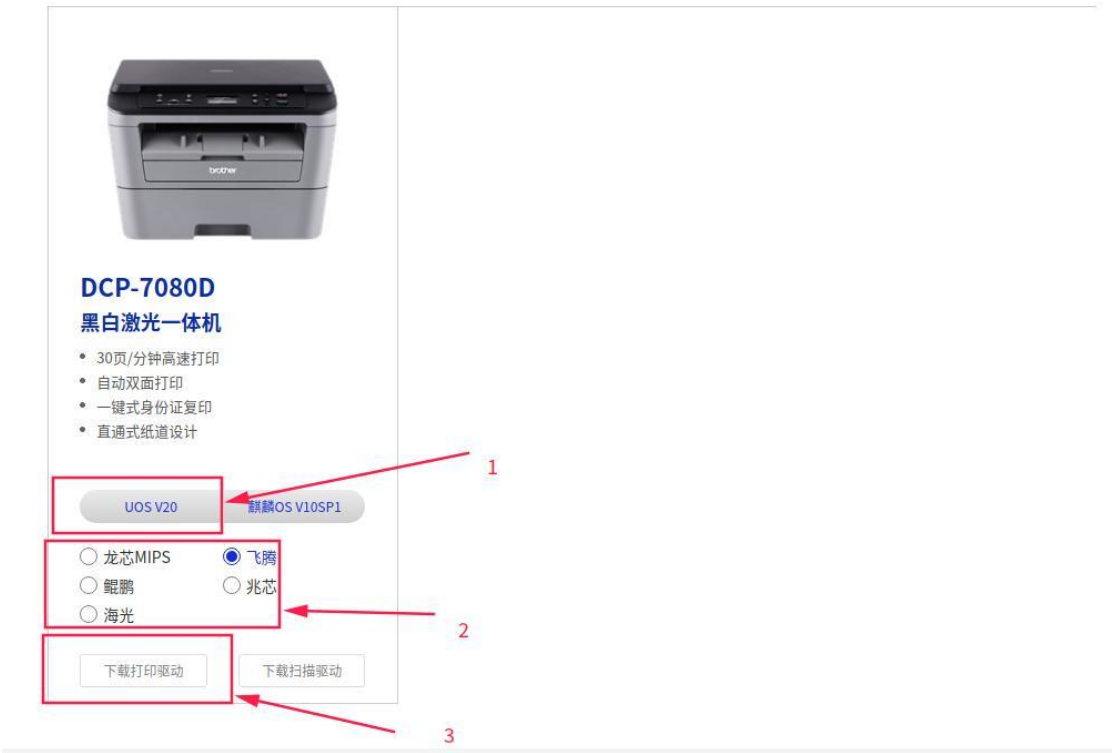 brother
DCP-7080D
黑白激光一体机
30页/分钟高速打印
自动双面打印
一键式身份证复印
直通式纸道设计
1
UOS V20 麒麟OS V10SP1
龙芯MIPS 飞腾
鲲鹏 兆芯
海光
2
下载打印驱动 下载扫描驱动
3